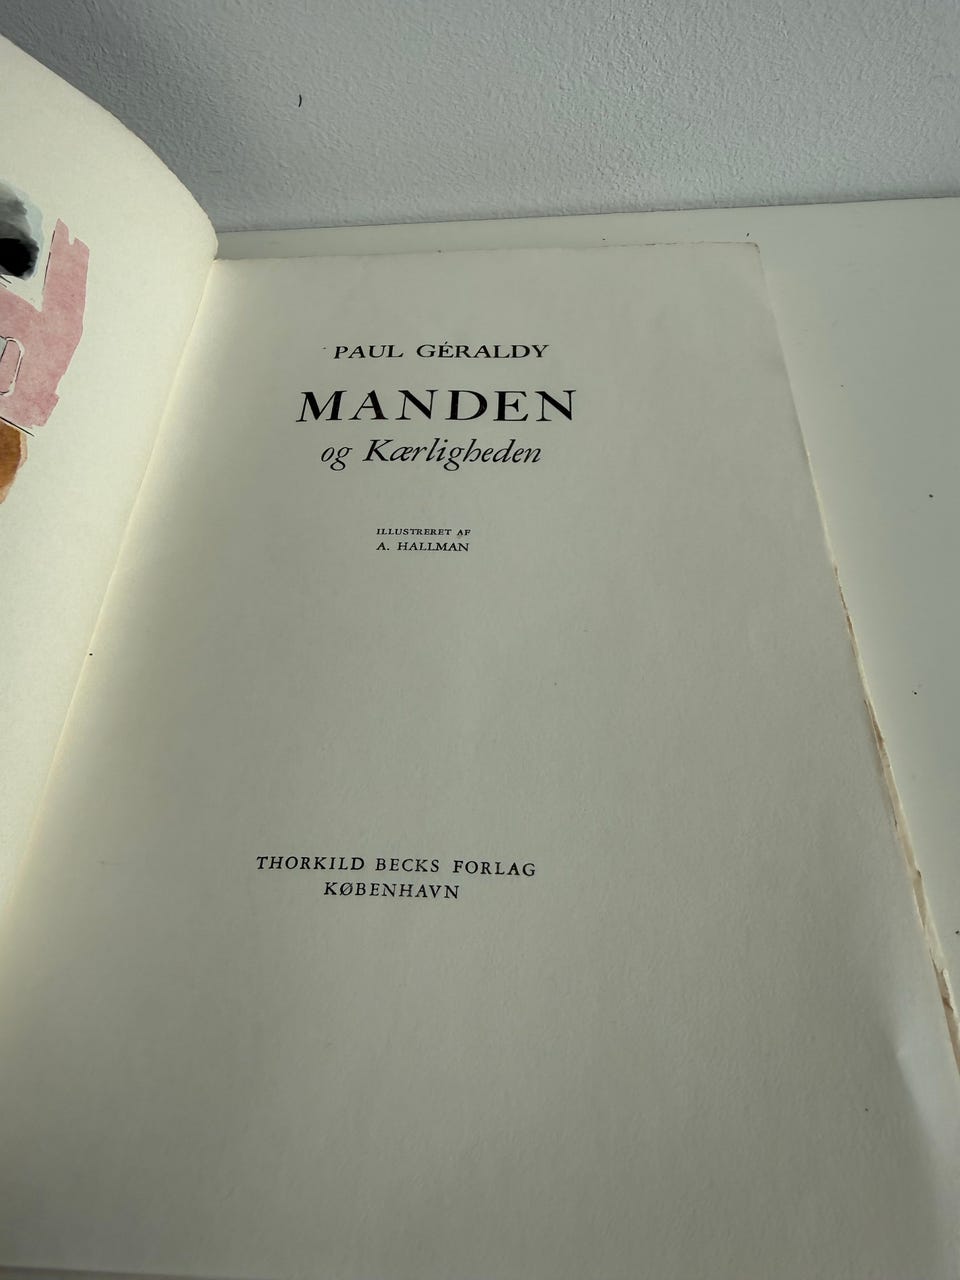 PAUL GÉRALDY
MANDEN
og Kærligheden
ILLUSTRERET AF
A. HALLMAN
THORKILD BECKS FORLAG
KØBENHAVN